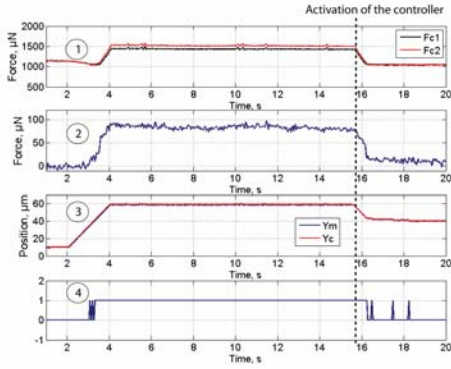 Activation of the controller
2000
1500
1000
500
Force, µN
1
Fc1
Fc2
2 4 6 8 10 12 14 16 18 20
Time, s
100
50
0
Force, µN
2
2 4 6 8 10 12 14 16 18 20
Time, s
60
40
20
0
Position, µm
3
Ym
Yc
2 4 6 8 10 12 14 16 18 20
Time, s
2
1
0
-1
4
2 4 6 8 10 12 14 16 18 20
Time, s